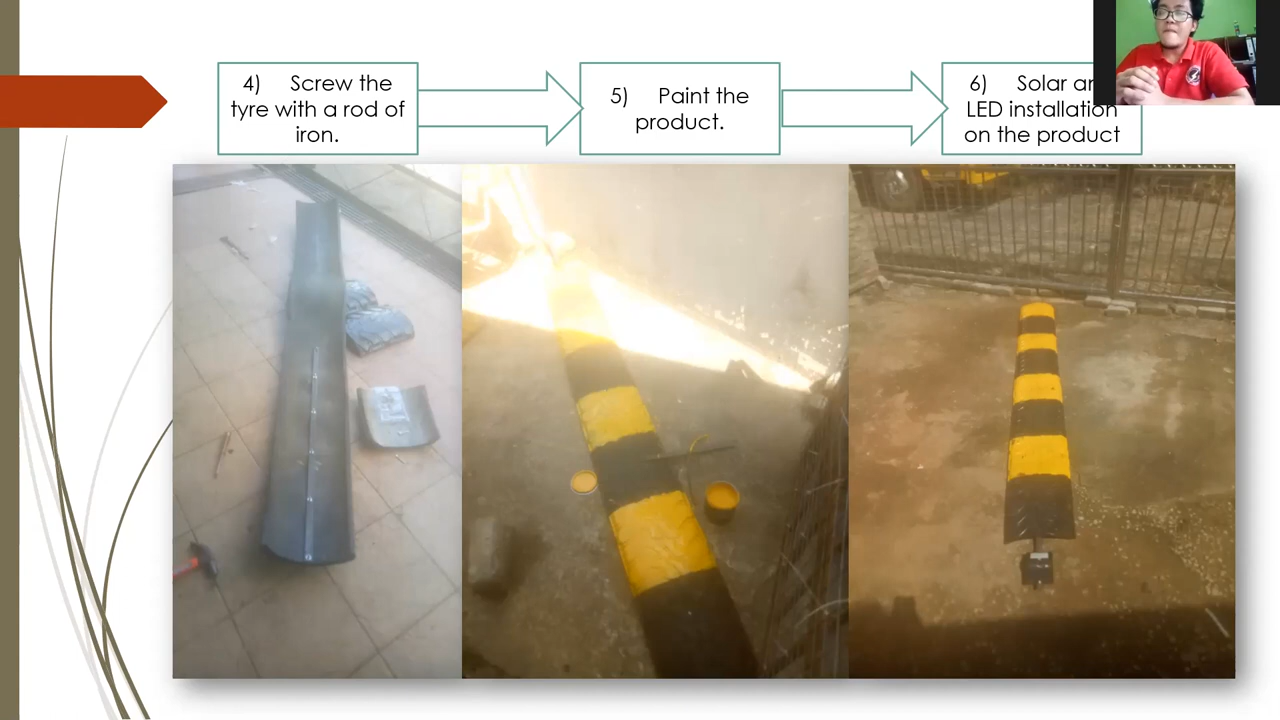 4) Screw the
tyre with a rod of
iron.
5) Paint the
product.
6) Solar an
LED installation
on the product